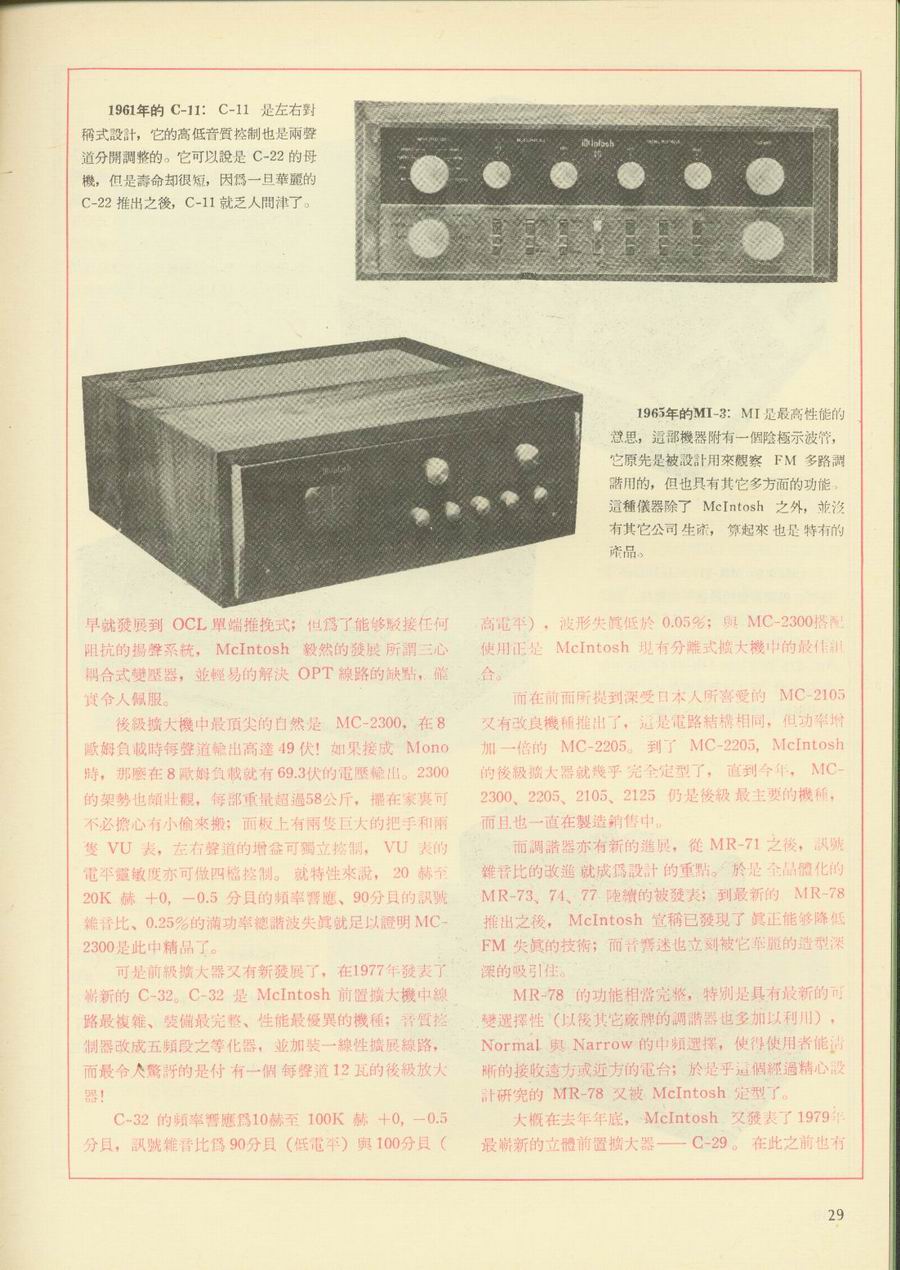 1961年的 C-11： C-11 是左右對
稱式設計，它的高低音質控制也是兩聲
道分開調整的。它可以說是 C-22 的母
機，但是壽命却很短，因爲一旦華麗的
C-22 推出之後，C-11 就乏人問津了。
McIntosh
McIntosh
1965年的MI-3： MI 是最高性能的
意思，這部機器附有一個陰極示波管，
它原先是被設計用來觀察 FM 多路調
諧用的，但也具有其它多方面的功能。
這種儀器除了 McIntosh 之外，並沒
有其它公司生產，算起來也是特有的
產品。
早就發展到 OCL 單端推挽式；但爲了能够駁接任何
阻抗的揚聲系統， McIntosh 毅然的發展所謂三心
耦合式變壓器，並輕易的解決 OPT 線路的缺點，確
實令人佩服。
後級擴大機中最頂尖的自然是 MC-2300，在 8
歐姆負載時每聲道輸出高達 49 伏！如果接成 Mono
時，那麼在 8 歐姆負載就有 69.3伏的電壓輸出。2300
的架勢也頗壯觀，每部重量超過58公斤，擺在家裏可
不必擔心有小偷來搬；面板上有兩隻巨大的把手和兩
隻 VU 表，左右聲道的增益可獨立控制， VU 表的
電平靈敏度亦可做四檔控制。就特性來說， 20 赫至
20K 赫 +0, －0.5 分貝的頻率響應、90分貝的訊號
雜音比、0.25%的滿功率總諧波失眞就足以證明 MC-
2300是此中精品了。
可是前級擴大器又有新發展了，在1977年發表了
嶄新的 C-32。C-32 是 McIntosh 前置擴大機中線
路最複雜、裝備最完整、性能最優異的機種；音質控
制器改成五頻段之等化器，並加裝一線性擴展線路，
而最令人驚訝的是付有一個每聲道 12 瓦的後級放大
器！
C-32 的頻率響應爲10赫至 100K 赫 +0, －0.5
分貝，訊號雜音比爲 90分貝（低電平）與 100分貝（
高電平），波形失眞低於 0.05%；與 MC-2300搭配
使用正是 McIntosh 現有分離式擴大機中的最佳組
合。
而在前面所提到深受日本人所喜愛的 MC-2105
又有改良機種推出了，這是電路結構相同，但功率增
加一倍的 MC-2205。到了 MC-2205, McIntosh
的後級擴大器就幾乎完全定型了，直到今年， MC-
2300、2205、2105、2125 仍是後級最主要的機種，
而且也一直在製造銷售中。
而調諧器亦有新的進展，從 MR-71 之後，訊號
雜音比的改進就成爲設計的重點。於是全晶體化的
MR-73、74、77 陸續的被發表；到最新的 MR-78
推出之後， McIntosh 宣稱已發現了眞正能够降低
FM 失眞的技術；而音響迷也立刻被它華麗的造型深
深的吸引住。
MR-78 的功能相當完整，特別是具有最新的可
變選擇性（以後其它廠牌的調諧器也多加以利用），
Normal 與 Narrow 的中頻選擇，使得使用者能清
晰的接收遠方或近方的電台；於是乎這個經過精心設
計研究的 MR-78 又被 McIntosh 定型了。
大概在去年年底， McIntosh 又發表了 1979年
最嶄新的立體前置擴大器—— C-29。在此之前也有
29